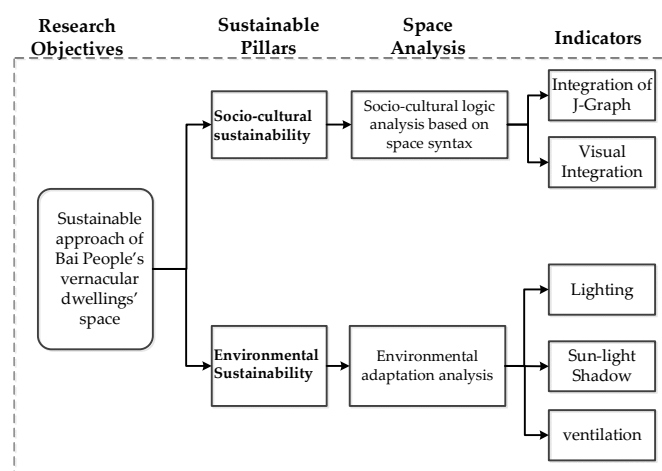 Research
Objectives
Sustainable
Pillars
Space
Analysis
Indicators
Sustainable
approach of
Bai People's
vernacular
dwellings'
space
Socio-cultural
sustainability
Socio-cultural logic
analysis based on
space syntax
Integration of
J-Graph
Visual
Integration
Environmental
Sustainability
Environmental
adaptation analysis
Lighting
Sun-light
Shadow
ventilation